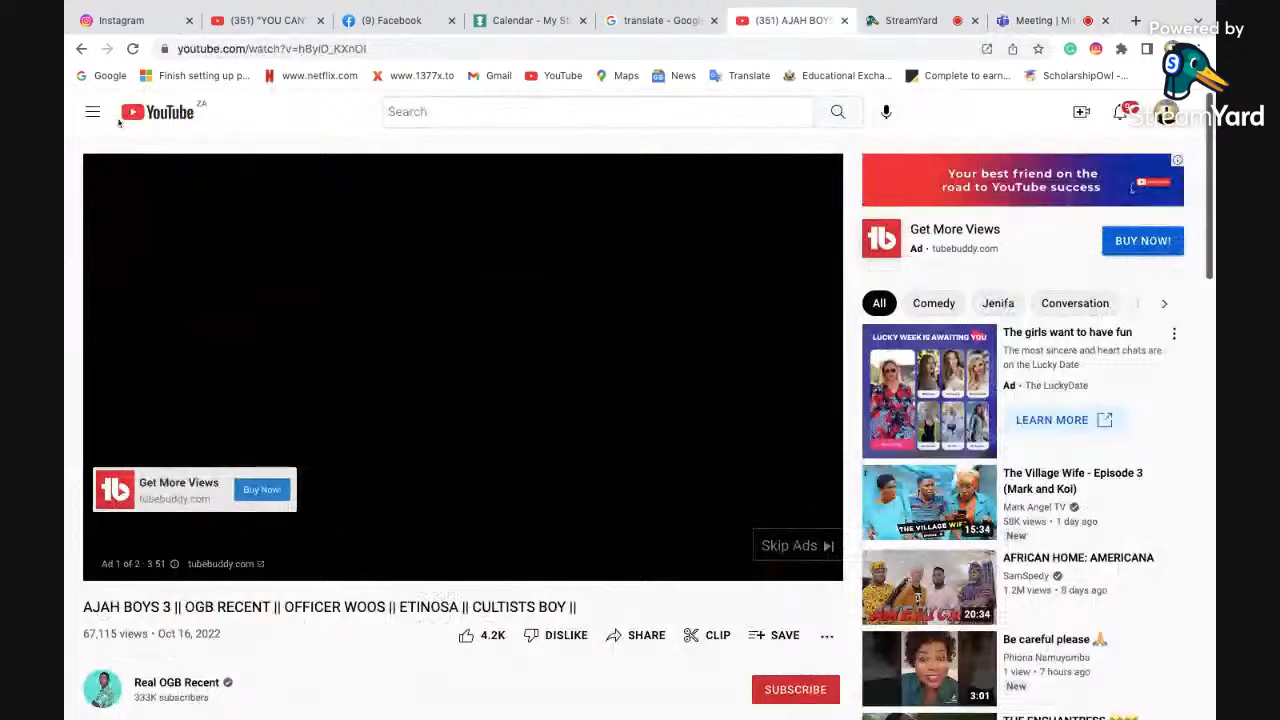 Instagram
(351) "YOU CAN'
(9) Facebook
Calendar - My St
translate - Google
(351) AJAH BOYS
StreamYard
Meeting | Mi
Powered by
youtube.com/watch?v=h8yiD_KXnOI
Google
Finish setting up p...
www.netflix.com
www.1377x.to
Gmail
YouTube
Maps
News
Translate
Educational Excha...
Complete to earn...
ScholarshipOwl -...
StreamYard
YouTube ZA
Search
Your best friend on the
road to YouTube success
Get More Views
Ad · tubebuddy.com
BUY NOW!
All
Comedy
Jenifa
Conversation
LUCKY WEEK IS AWAITING YOU
The girls want to have fun
The most sincere and heart chats are
on the Lucky Date
Ad · The LuckyDate
LEARN MORE
The Village Wife - Episode 3
(Mark and Koi)
Mark Angel TV
58K views · 1 day ago
New
THE VILLAGE WIFE
15:34
Get More Views
tubebuddy.com
Buy Now!
Skip Ads
Ad 1 of 2 · 3:51
tubebuddy.com
AFRICAN HOME: AMERICANA
SamSpedy
1.2M views · 8 days ago
20:34
AJAH BOYS 3 || OGB RECENT || OFFICER WOOS || ETINOSA || CULTISTS BOY ||
67,115 views · Oct 16, 2022
4.2K
DISLIKE
SHARE
CLIP
SAVE
Be careful please 🙏
Phiona Namuyomba
1 view · 7 hours ago
New
3:01
Real OGB Recent
333K subscribers
SUBSCRIBE
THE ENCHANTRESS